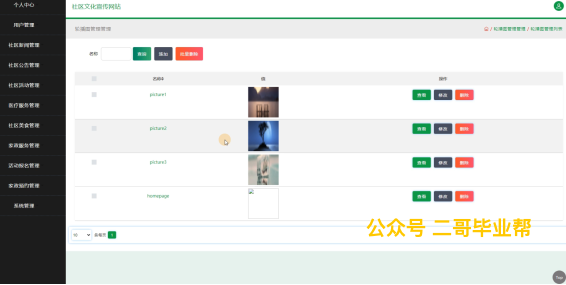 个人中心
社区文化宣传网站
用户管理
轮播图管理管理
/ 轮播图管理管理 / 轮播图管理列表
社区新闻管理
名称
查询
添加
批量删除
社区公告管理
名称
值
操作
社区活动管理
picture1
查看
修改
删除
医疗服务管理
社区美食管理
picture2
查看
修改
删除
家政服务管理
picture3
查看
修改
删除
活动报名管理
家政预约管理
homepage
查看
修改
删除
系统管理
公众号 二哥毕业帮
10
条每页
1
Top